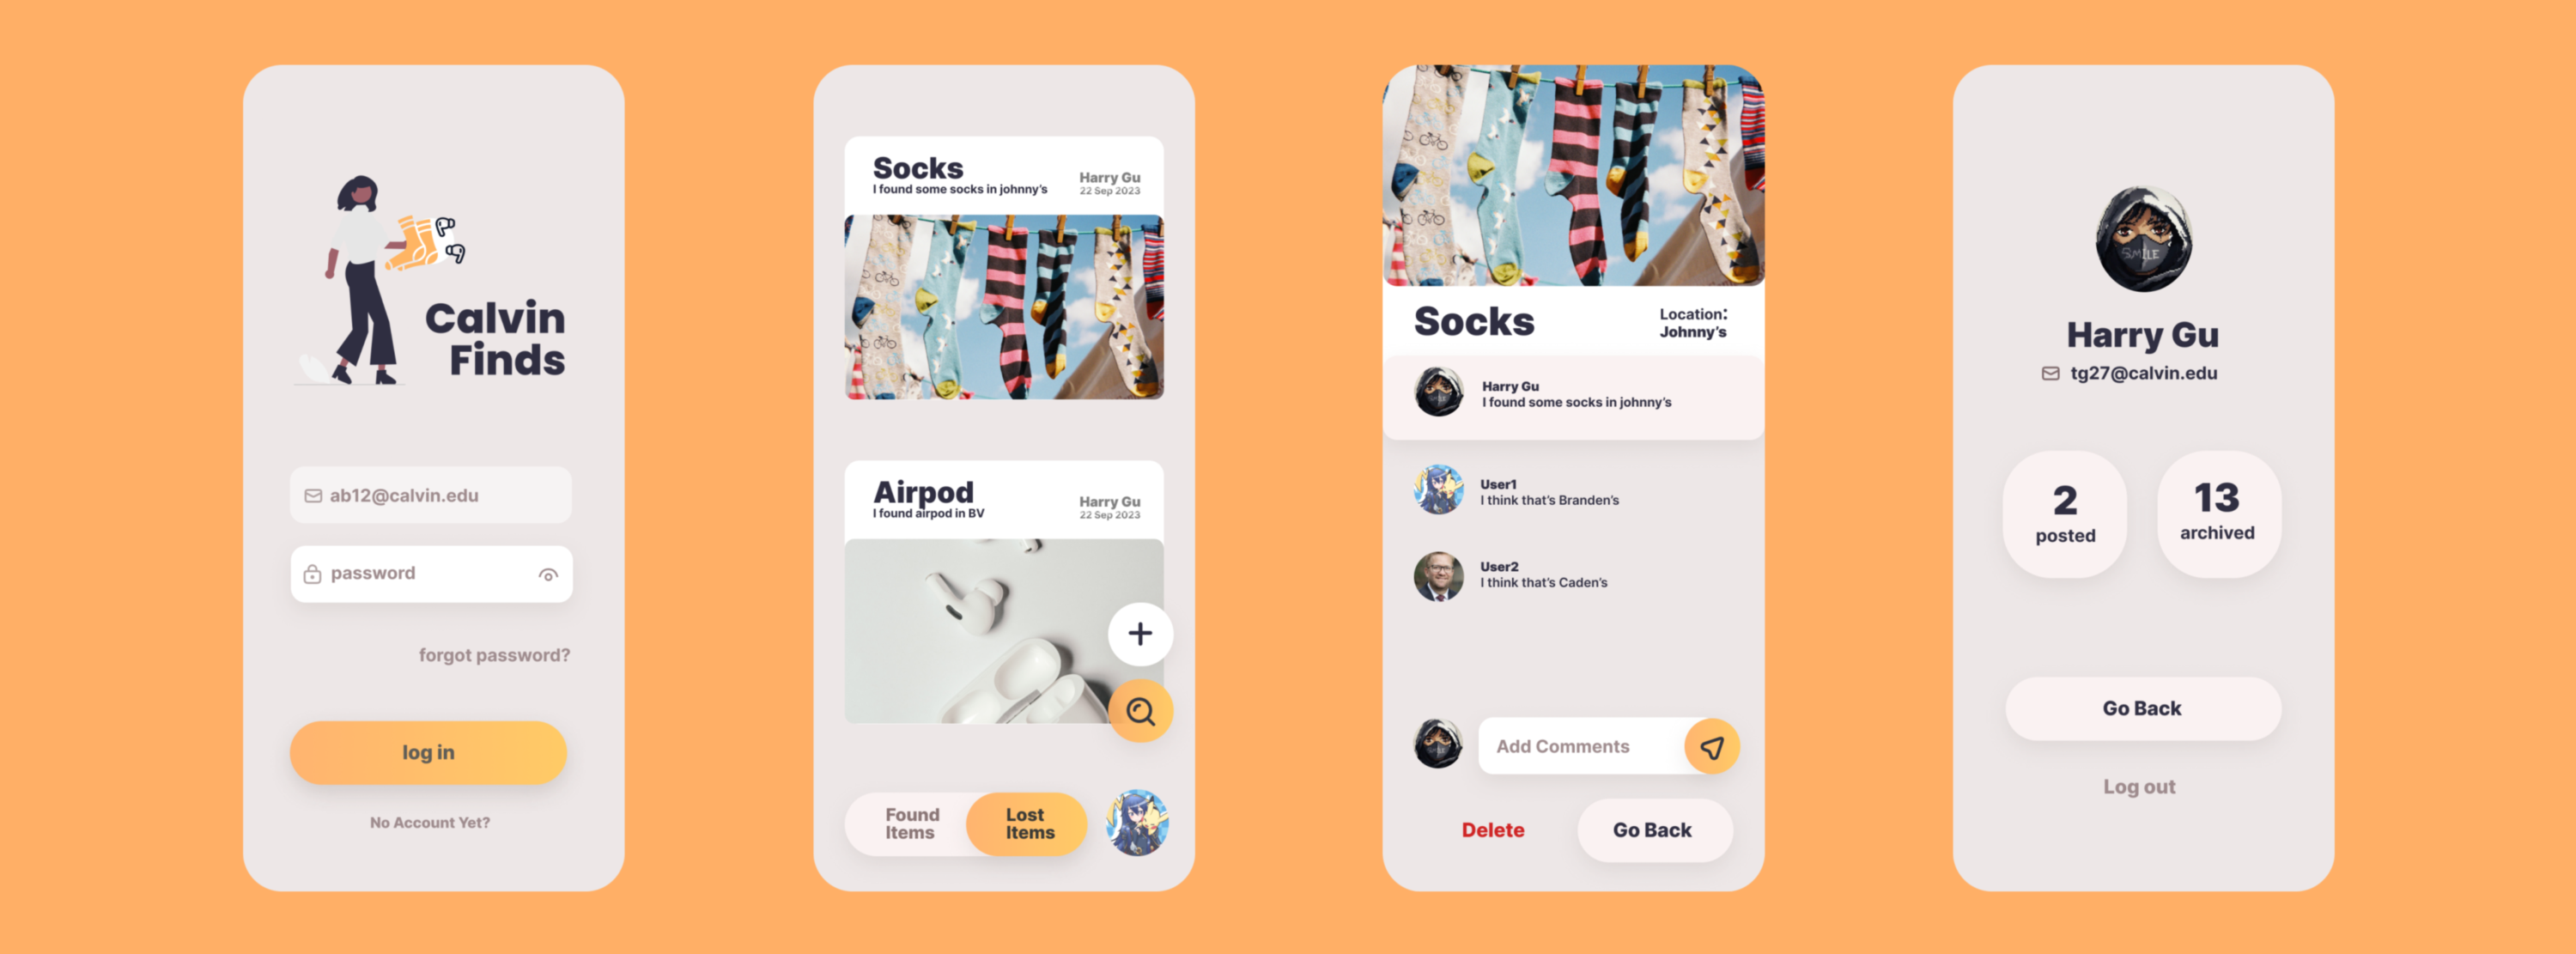 Calvin
Finds
ab12@calvin.edu
password
forgot password?
log in
No Account Yet?
Socks
I found some socks in johnny's
Harry Gu
22 Sep 2023
Airpod
I found airpod in BV
Harry Gu
22 Sep 2023
Found
Items
Lost
Items
Socks
Location:
Johnny's
Harry Gu
I found some socks in johnny's
User1
I think that's Branden's
User2
I think that's Caden's
Add Comments
Delete
Go Back
SMILE
Harry Gu
tg27@calvin.edu
2
posted
13
archived
Go Back
Log out